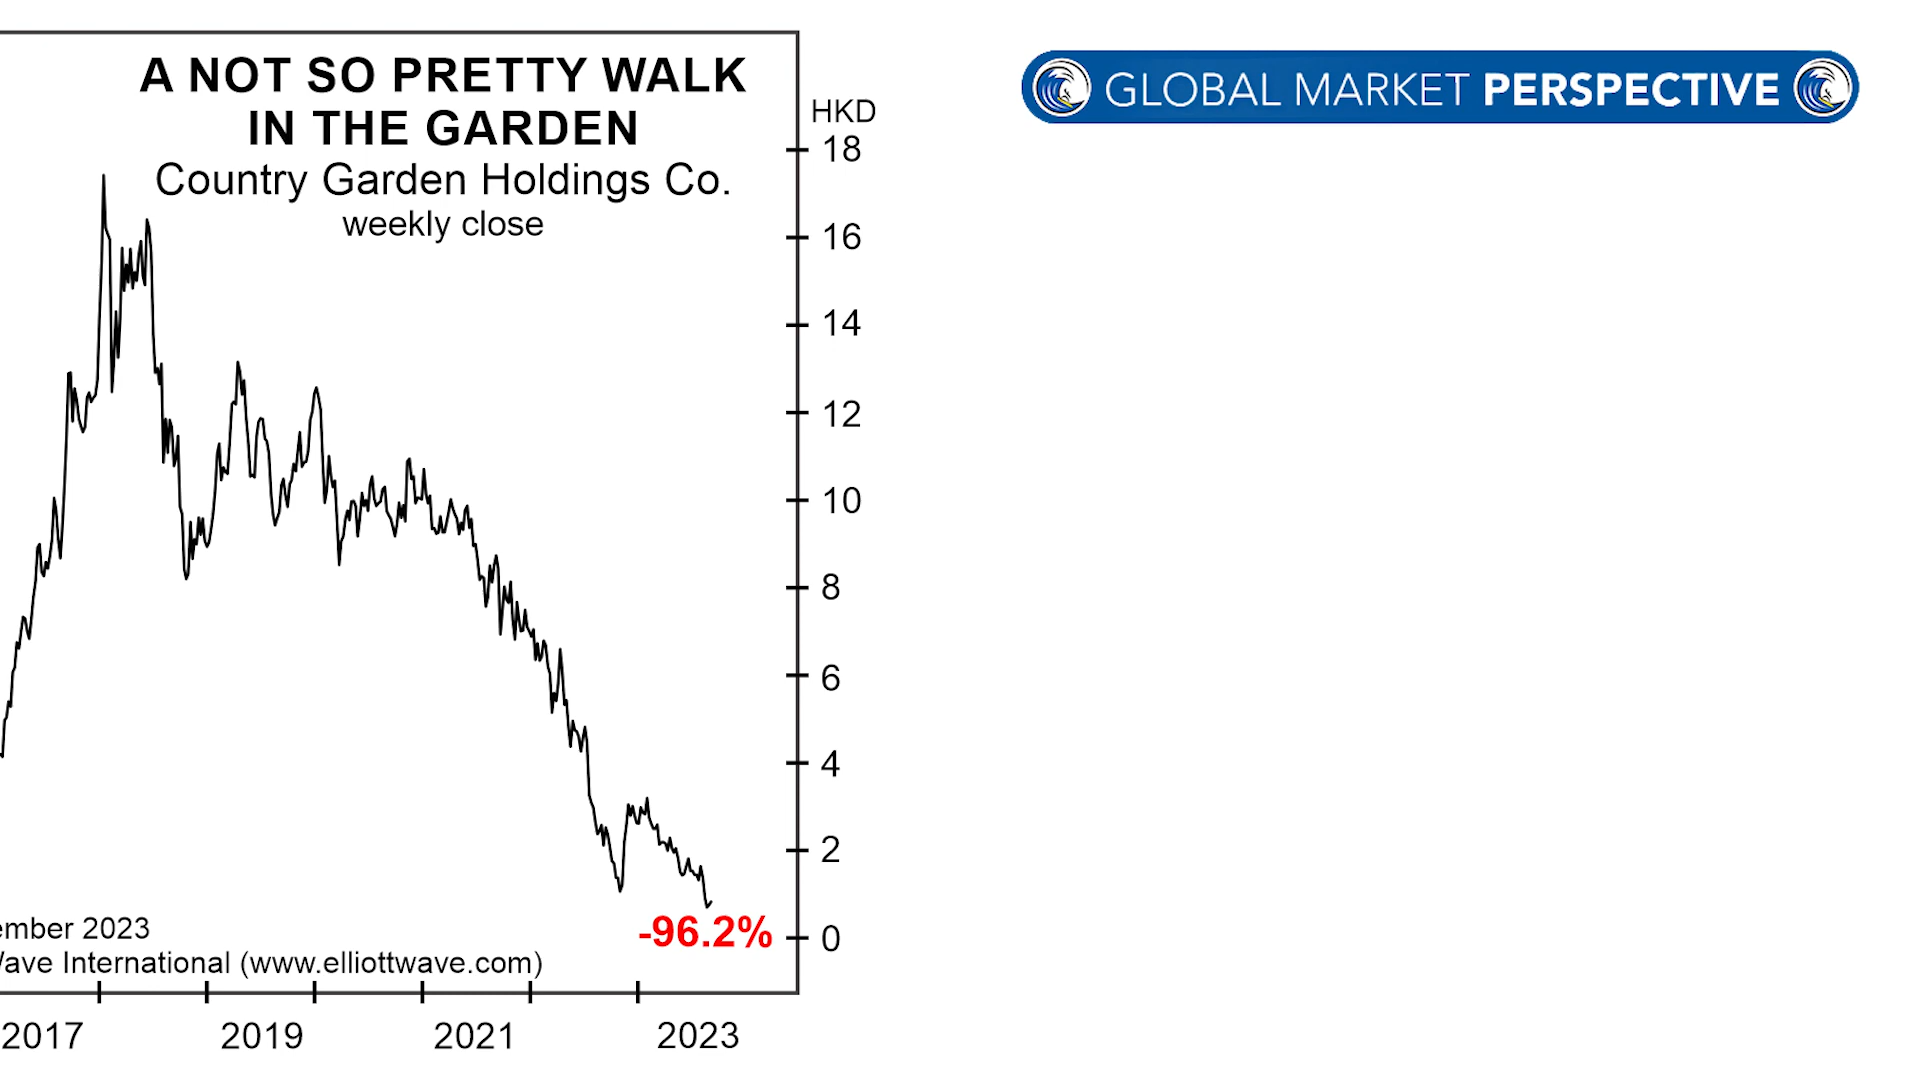 A NOT SO PRETTY WALK
IN THE GARDEN
Country Garden Holdings Co.
weekly close
GLOBAL MARKET PERSPECTIVE
HKD
18
16
14
12
10
8
6
4
2
0
-96.2%
ember 2023
Wave International (www.elliottwave.com)
2017
2019
2021
2023